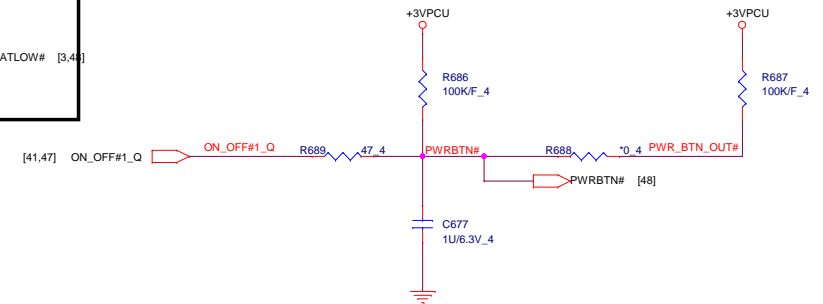 +3VPCU
+3VPCU
ATLOW# [3,48]
R686
100K/F_4
R687
100K/F_4
[41,47] ON_OFF#1_Q
ON_OFF#1_Q
R689
47_4
PWRBTN#
R688
*0_4
PWR_BTN_OUT#
PWRBTN# [48]
C677
1U/6.3V_4